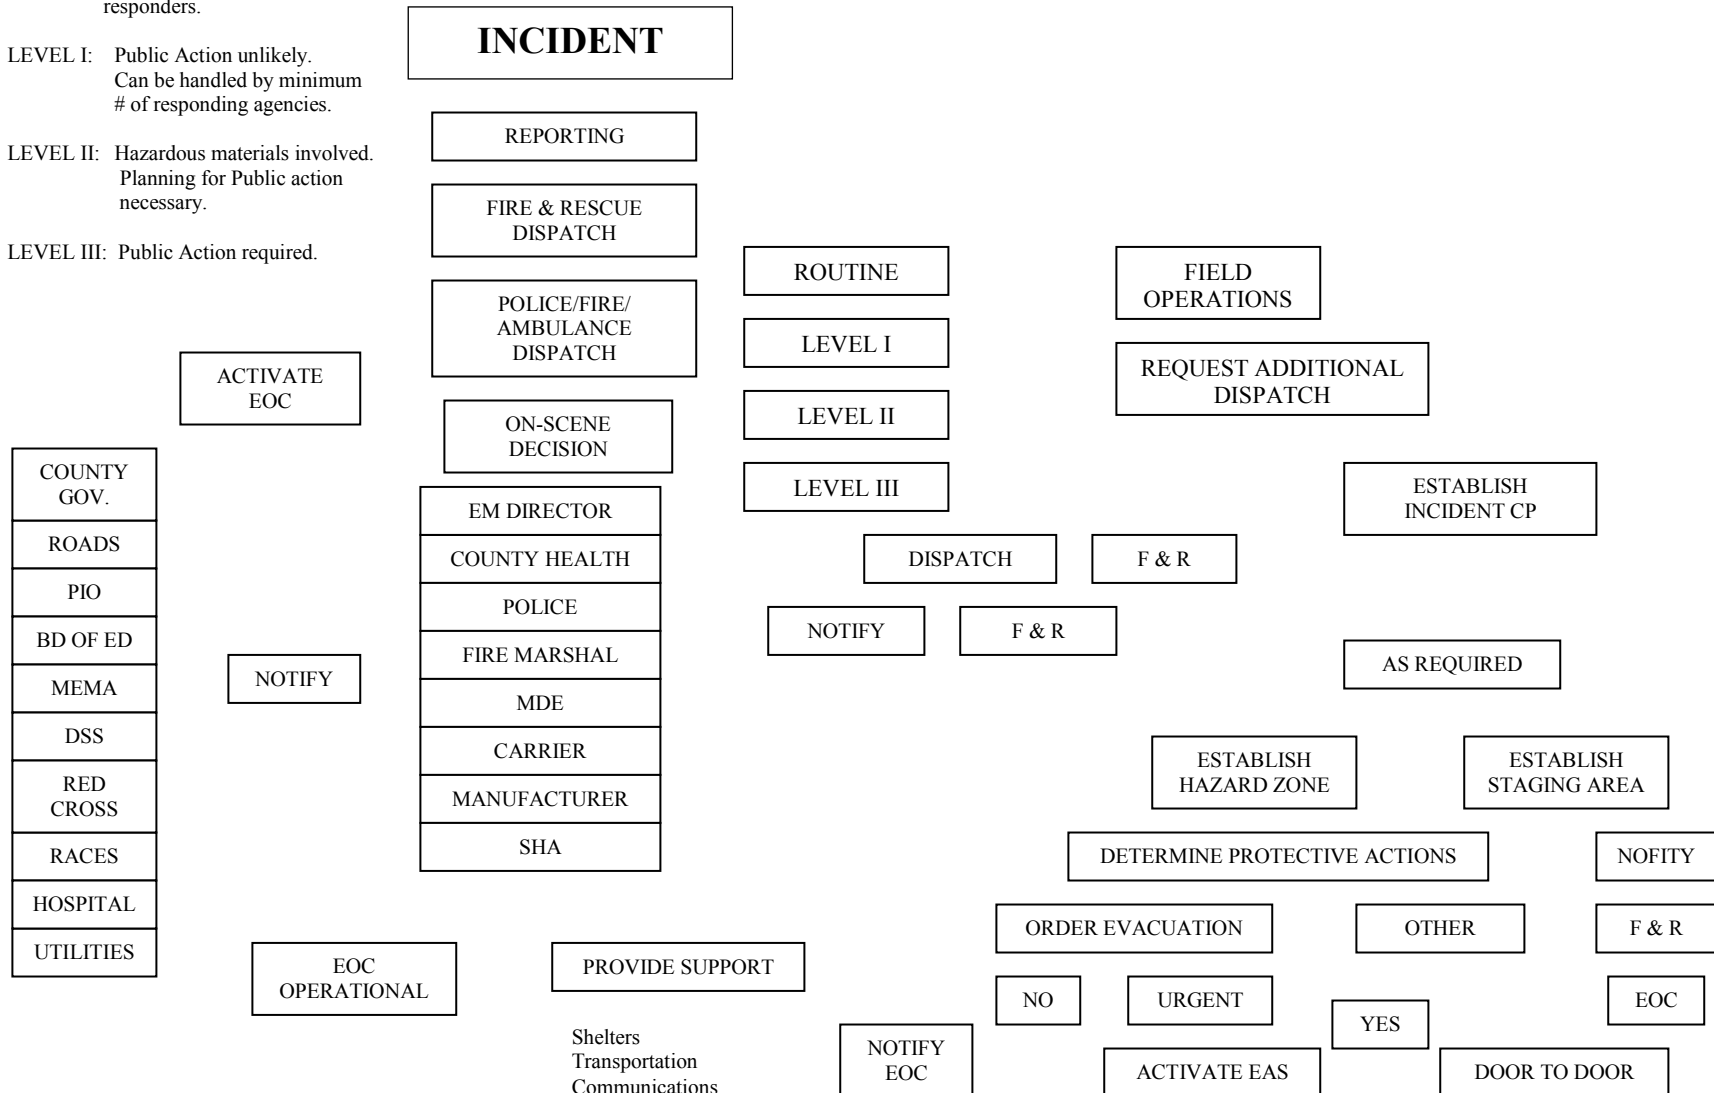 responders.
LEVEL I: Public Action unlikely.
Can be handled by minimum
# of responding agencies.
LEVEL II: Hazardous materials involved.
Planning for Public action
necessary.
LEVEL III: Public Action required.
INCIDENT
REPORTING
FIRE & RESCUE
DISPATCH
POLICE/FIRE/
AMBULANCE
DISPATCH
ON-SCENE
DECISION
ROUTINE
LEVEL I
LEVEL II
LEVEL III
FIELD
OPERATIONS
REQUEST ADDITIONAL
DISPATCH
ACTIVATE
EOC
COUNTY
GOV.
ROADS
PIO
BD OF ED
MEMA
DSS
RED
CROSS
RACES
HOSPITAL
UTILITIES
NOTIFY
EM DIRECTOR
COUNTY HEALTH
POLICE
FIRE MARSHAL
MDE
CARRIER
MANUFACTURER
SHA
ESTABLISH
INCIDENT CP
DISPATCH
F & R
NOTIFY
F & R
AS REQUIRED
ESTABLISH
HAZARD ZONE
ESTABLISH
STAGING AREA
DETERMINE PROTECTIVE ACTIONS
NOFITY
ORDER EVACUATION
OTHER
F & R
EOC
OPERATIONAL
PROVIDE SUPPORT
NO
URGENT
YES
EOC
Shelters
Transportation
Communications
NOTIFY
EOC
ACTIVATE EAS
DOOR TO DOOR